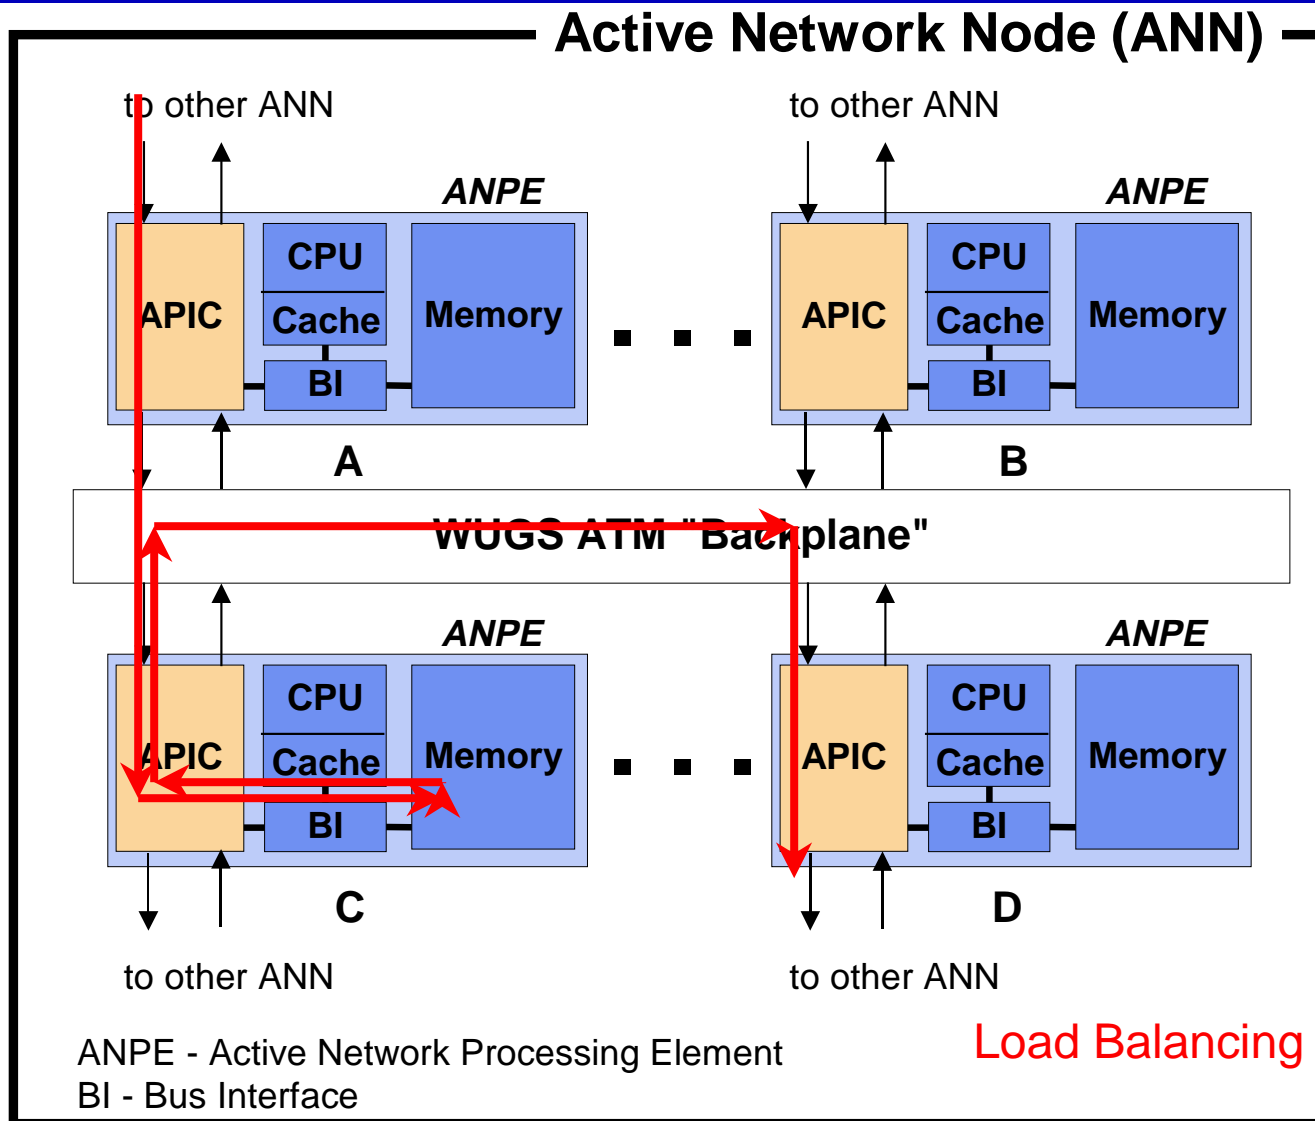 Active Network Node (ANN)
to other ANN
to other ANN
ANPE
ANPE
APIC
CPU
Cache
BI
Memory
APIC
CPU
Cache
BI
Memory
A
B
WUGS ATM "Backplane"
ANPE
ANPE
APIC
CPU
Cache
BI
Memory
APIC
CPU
Cache
BI
Memory
C
D
to other ANN
to other ANN
Load Balancing
ANPE - Active Network Processing Element
BI - Bus Interface